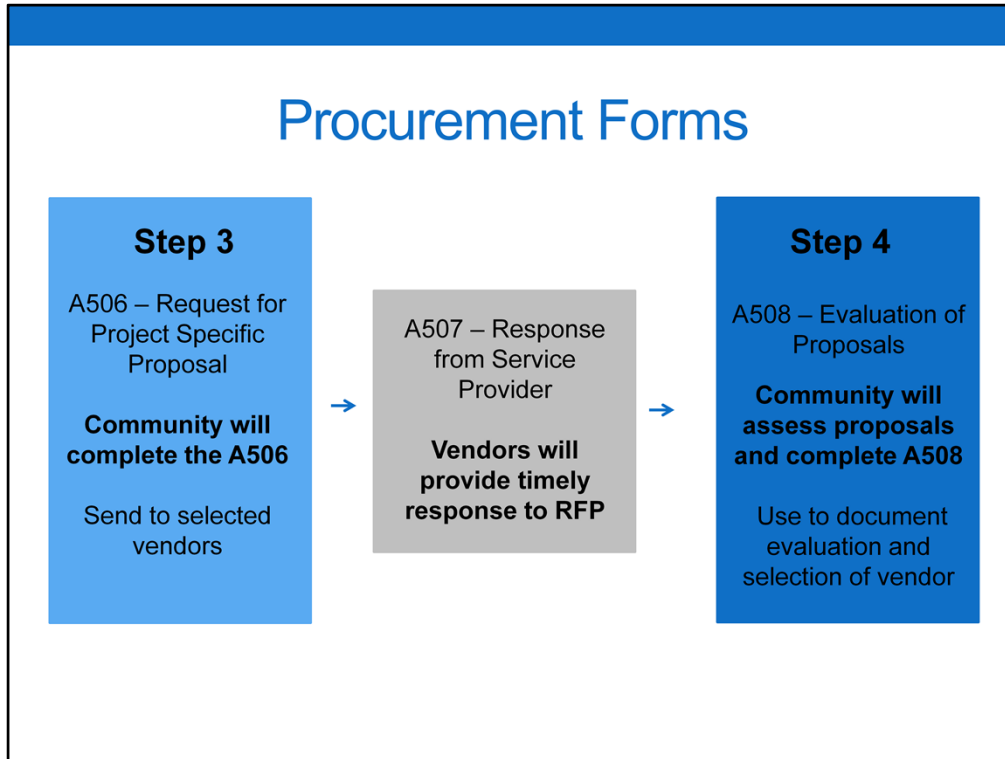 Procurement Forms
Step 3
A506 – Request for
Project Specific
Proposal
Community will
complete the A506
Send to selected
vendors
A507 – Response
from Service
Provider
Vendors will
provide timely
response to RFP
Step 4
A508 – Evaluation of
Proposals
Community will
assess proposals
and complete A508
Use to document
evaluation and
selection of vendor